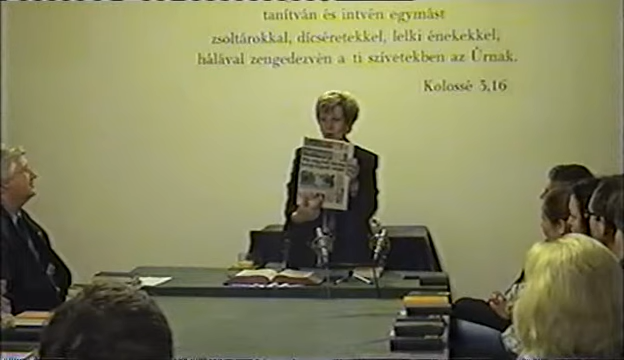 tanítván és intvén egymást
zsoltárokkal, dícséretekkel, lelki énekekkel,
hálával zengedezvén a ti szívetekben az Úrnak.
Kolossé 3,16